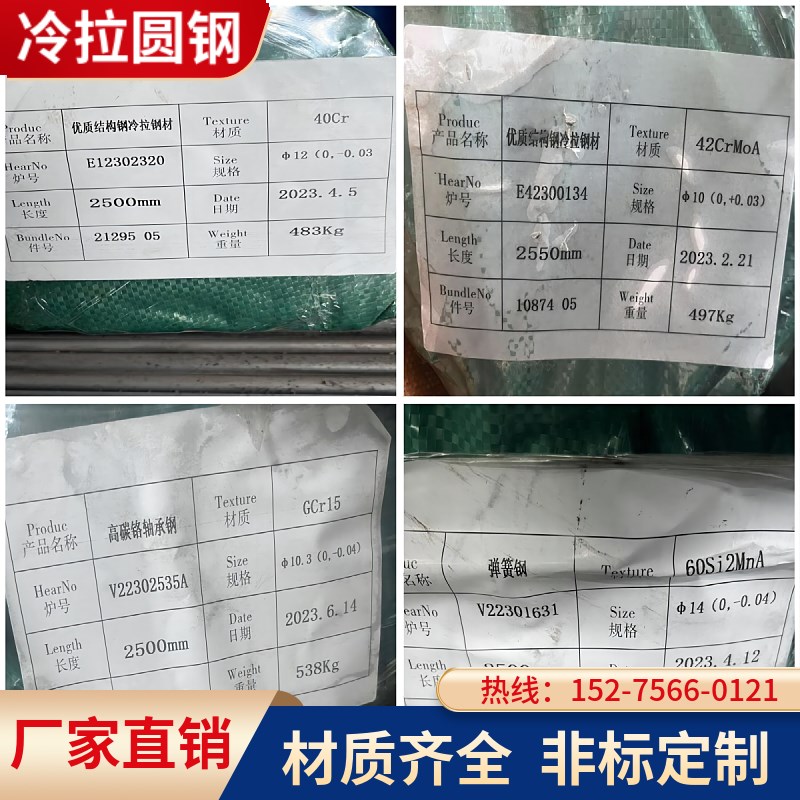 冷拉圆钢
Produc 优质结构钢冷拉钢材 Texture 40Cr
品名称 材质
HearNo E12302320 Size φ12(0,-0.03
炉号 规格
Length 2500mm Date 2023.4.5
长度 日期
BundleNo 21295 05 Weight 483Kg
件号 重量
Produc 优质结构钢冷拉钢材 Texture 42CrMoA
产品名称 材质
HearNo E42300134 Size φ10(0,+0.03)
炉号 规格
Length 2550mm Date 2023.2.21
长度 日期
BundleNo 10874 05 Weight 497Kg
件号 重量
Produc 高碳铬轴承钢 Texture GCr15
产品名称 材质
HearNo V22302535A Size φ10.3(0,-0.04)
炉号 规格
Length 2500mm Date 2023.6.14
长度 日期
Weight 538Kg
重量
duc 弹簧钢 Texture 60Si2MnA
名称
HearNo V22301631 Size φ14(0,-0.04)
炉号 规格
Length Date 2023.4.12
长度
热线：152-7566-0121
厂家直销
材质齐全 非标定制